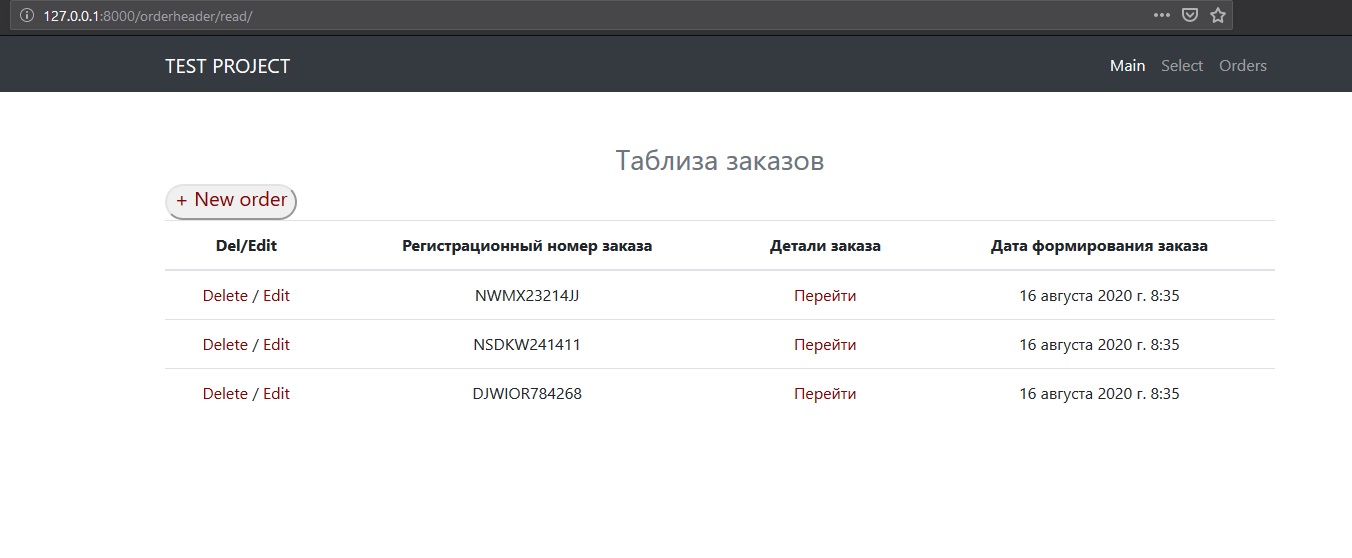 127.0.0.1:8000/orderheader/read/
TEST PROJECT Main Select Orders
Таблиза заказов
+ New order
Del/Edit Регистрационный номер заказа Детали заказа Дата формирования заказа
Delete / Edit NWMX23214JJ Перейти 16 августа 2020 г. 8:35
Delete / Edit NSDKW241411 Перейти 16 августа 2020 г. 8:35
Delete / Edit DJWIOR784268 Перейти 16 августа 2020 г. 8:35